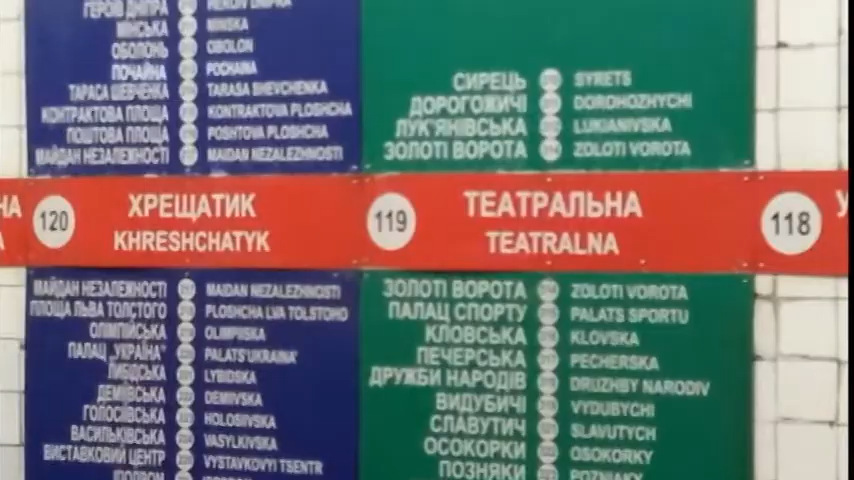 ГЕРОЇВ ДНІПРА HEROIV DNIPRA
МІНСЬКА MINSKA
ОБОЛОНЬ OBOLON
ПОЧАЙНА POCHAINA
ТАРАСА ШЕВЧЕНКА TARASA SHEVCHENKA
КОНТРАКТОВА ПЛОЩА KONTRAKTOVA PLOSHCHA
ПОШТОВА ПЛОЩА POSHTOVA PLOSHCHA
МАЙДАН НЕЗАЛЕЖНОСТІ MAIDAN NEZALEZHNOSTI
СИРЕЦЬ SYRETS
ДОРОГОЖИЧІ DOROHOZHYCHI
ЛУК'ЯНІВСЬКА LUKIANIVSKA
ЗОЛОТІ ВОРОТА ZOLOTI VOROTA
120 ХРЕЩАТИК
KHRESHCHATYK
119 ТЕАТРАЛЬНА
TEATRALNA
118
МАЙДАН НЕЗАЛЕЖНОСТІ MAIDAN NEZALEZHNOSTI
ПЛОЩА ЛЬВА ТОЛСТОГО PLOSHCHA LVA TOLSTOHO
ОЛІМПІЙСЬКА OLIMPIISKA
ПАЛАЦ "УКРАЇНА" PALATS'UKRAINA'
ЛИБІДСЬКА LYBIDSKA
ДЕМІЇВСЬКА DEMIIVSKA
ГОЛОСІЇВСЬКА HOLOSIIVSKA
ВАСИЛЬКІВСЬКА VASYLKIVSKA
ВИСТАВКОВИЙ ЦЕНТР VYSTAVKOVYI TSENTR
ЗОЛОТІ ВОРОТА ZOLOTI VOROTA
ПАЛАЦ СПОРТУ PALATS SPORTU
КЛОВСЬКА KLOVSKA
ПЕЧЕРСЬКА PECHERSKA
ДРУЖБИ НАРОДІВ DRUZHBY NARODIV
ВИДУБИЧІ VYDUBYCHI
СЛАВУТИЧ SLAVUTYCH
ОСОКОРКИ OSOKORKY
ПОЗНЯКИ POZNIAKY